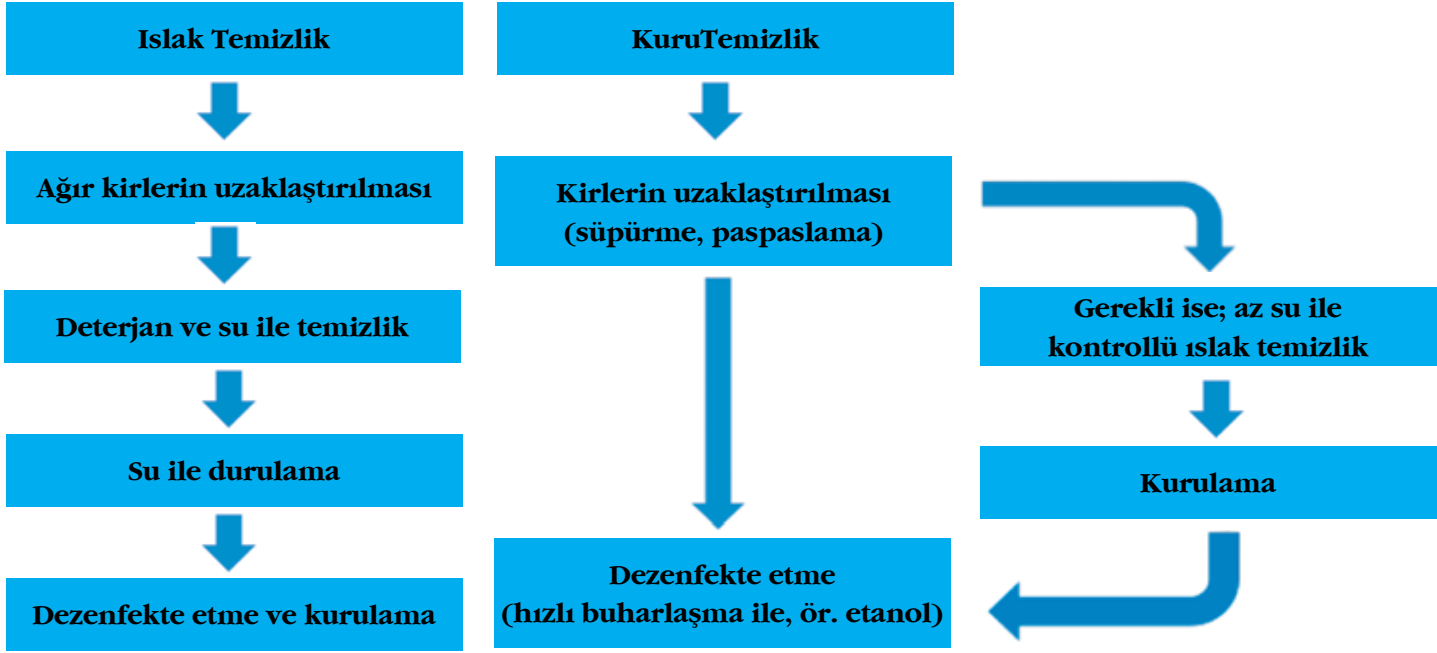 Islak Temizlik
Ağır kirlerin uzaklaştırılması
Deterjan ve su ile temizlik
Su ile durulama
Dezenfekte etme ve kurulama
KuruTemizlik
Kirlerin uzaklaştırılması
(süpürme, paspaslama)
Dezenfekte etme
(hızlı buharlaşma ile, ör. etanol)
Gerekli ise; az su ile
kontrollü ıslak temizlik
Kurulama